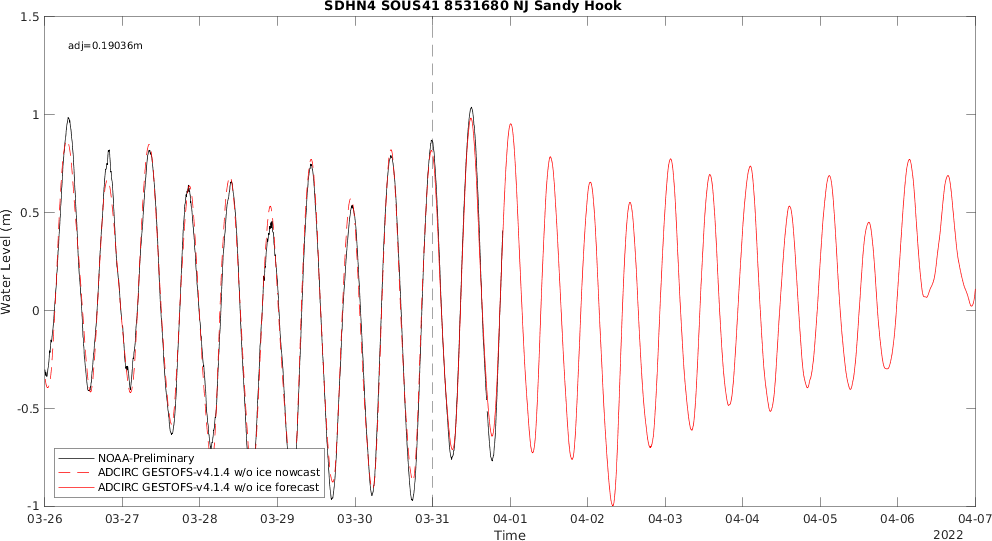 SDHN4 SOUS41 8531680 NJ Sandy Hook
adj=0.19036m
1.5
1
0.5
0
-0.5
-1
Water Level (m)
NOAA-Preliminary
ADCIRC GESTOFS-v4.1.4 w/o ice nowcast
ADCIRC GESTOFS-v4.1.4 w/o ice forecast
03-26 03-27 03-28 03-29 03-30 03-31 04-01 04-02 04-03 04-04 04-05 04-06 04-07
Time
2022